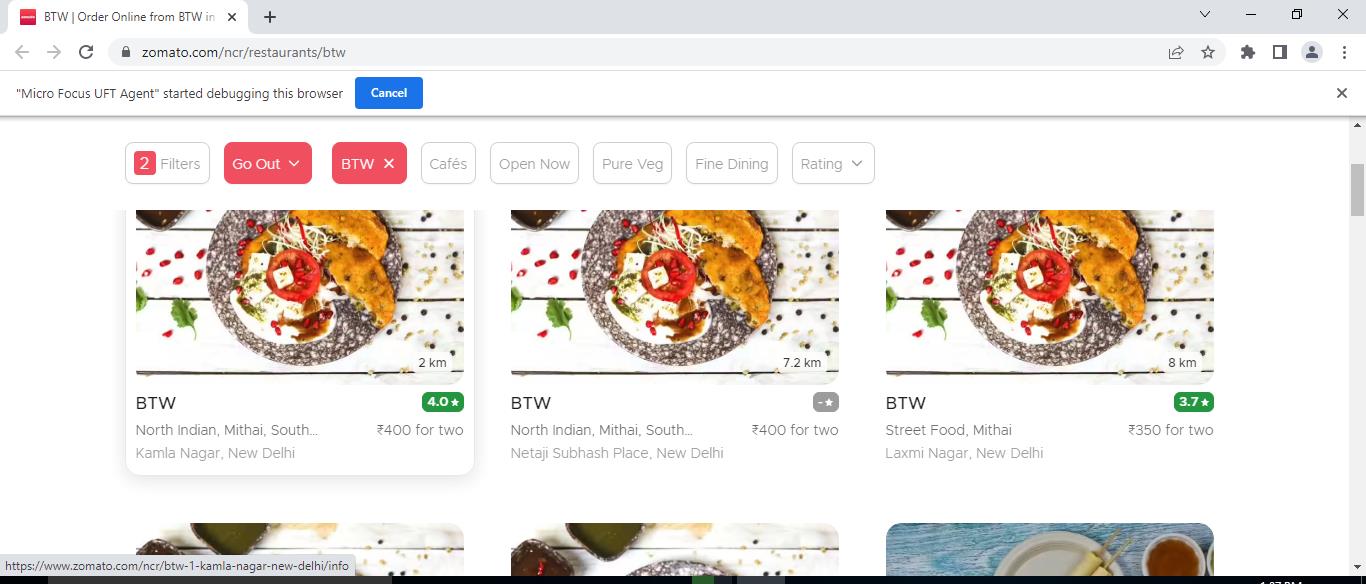 BTW | Order Online from BTW in
zomato.com/ncr/restaurants/btw
"Micro Focus UFT Agent" started debugging this browser
Cancel
2 Filters
Go Out
BTW
Cafés
Open Now
Pure Veg
Fine Dining
Rating
2 km
7.2 km
8 km
BTW
4.0
North Indian, Mithai, South...
₹400 for two
Kamla Nagar, New Delhi
BTW
-
North Indian, Mithai, South...
₹400 for two
Netaji Subhash Place, New Delhi
BTW
3.7
Street Food, Mithai
₹350 for two
Laxmi Nagar, New Delhi
https://www.zomato.com/ncr/btw-1-kamla-nagar-new-delhi/info